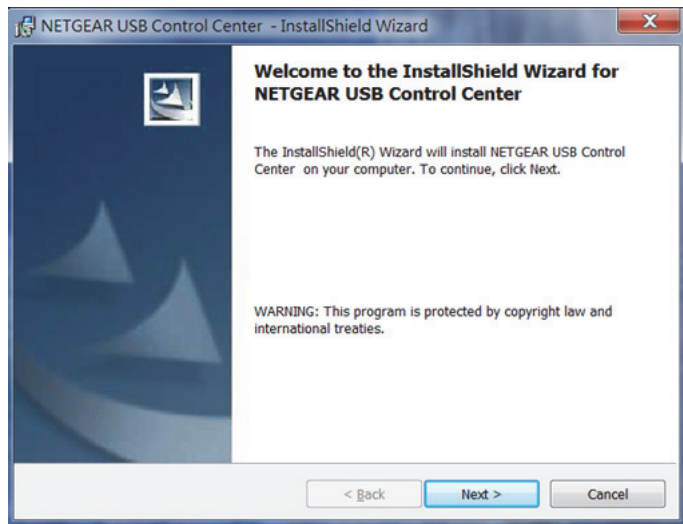 NETGEAR USB Control Center - InstallShield Wizard
X
Welcome to the InstallShield Wizard for
NETGEAR USB Control Center
The InstallShield(R) Wizard will install NETGEAR USB Control
Center on your computer. To continue, click Next.
WARNING: This program is protected by copyright law and
international treaties.
< Back Next > Cancel